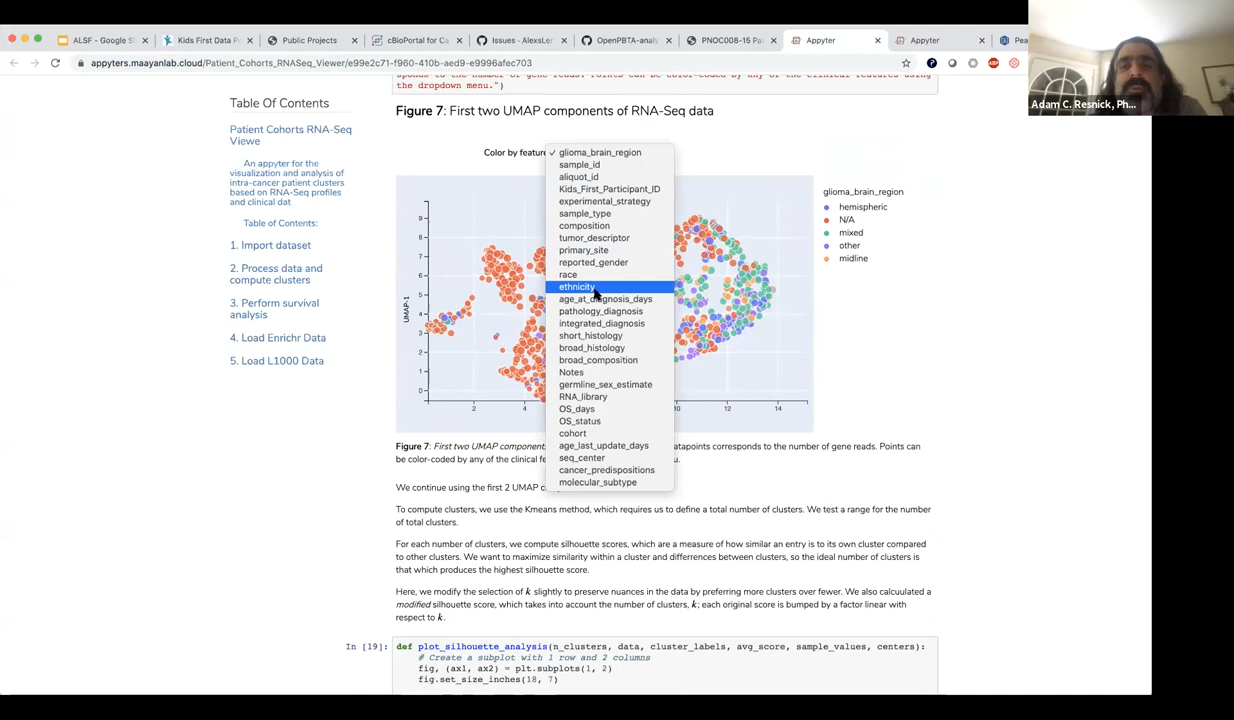 ALSF - Google S
Kids First Data P
Public Projects
cBioPortal for Ca
Issues · AlexsLer
OpenPBTA-analy
PNOC008-15 Pa
Appyter
Appyter
Pea
appyters.maayanlab.cloud/Patient_Cohorts_RNASeq_Viewer/e99e2c71-f960-410b-aed9-e9996afec703
ABP
Adam C. Resnick, Ph...
sponds to the number of gene reads. Points can be color-coded by any of the clinical features using
the dropdown menu.")
Table Of Contents
Patient Cohorts RNA-Seq
Viewe
An appyter for the
visualization and analysis of
intra-cancer patient clusters
based on RNA-Seq profiles
and clinical dat
Table of Contents:
1. Import dataset
2. Process data and
compute clusters
3. Perform survival
analysis
4. Load Enrichr Data
5. Load L1000 Data
Figure 7: First two UMAP components of RNA-Seq data
Color by feature
✓ glioma_brain_region
sample_id
aliquot_id
Kids_First_Participant_ID
experimental_strategy
sample_type
composition
tumor_descriptor
primary_site
reported_gender
race
ethnicity
age_at_diagnosis_days
pathology_diagnosis
integrated_diagnosis
short_histology
broad_histology
broad_composition
Notes
germline_sex_estimate
RNA_library
OS_days
OS_status
cohort
age_last_update_days
seq_center
cancer_predispositions
molecular_subtype
glioma_brain_region
hemispheric
N/A
mixed
other
midline
UMAP-1
9
8
7
6
5
4
3
2
1
0
2
4
10
12
14
Figure 7: First two UMAP component
atapoints corresponds to the number of gene reads. Points can
be color-coded by any of the clinical fe
u.
We continue using the first 2 UMAP c
To compute clusters, we use the Kmeans method, which requires us to define a total number of clusters. We test a range for the number
of total clusters.
For each number of clusters, we compute silhouette scores, which are a measure of how similar an entry is to its own cluster compared
to other clusters. We want to maximize similarity within a cluster and differences between clusters, so the ideal number of clusters is
that which produces the highest silhouette score.
Here, we modify the selection of k slightly to preserve nuances in the data by preferring more clusters over fewer. We also calcuulated a
modified silhouette score, which takes into account the number of clusters, k; each original score is bumped by a factor linear with
respect to k.
In [19]:
def plot_silhouette_analysis(n_clusters, data, cluster_labels, avg_score, sample_values, centers):
# Create a subplot with 1 row and 2 columns
fig, (ax1, ax2) = plt.subplots(1, 2)
fig.set_size_inches(18, 7)